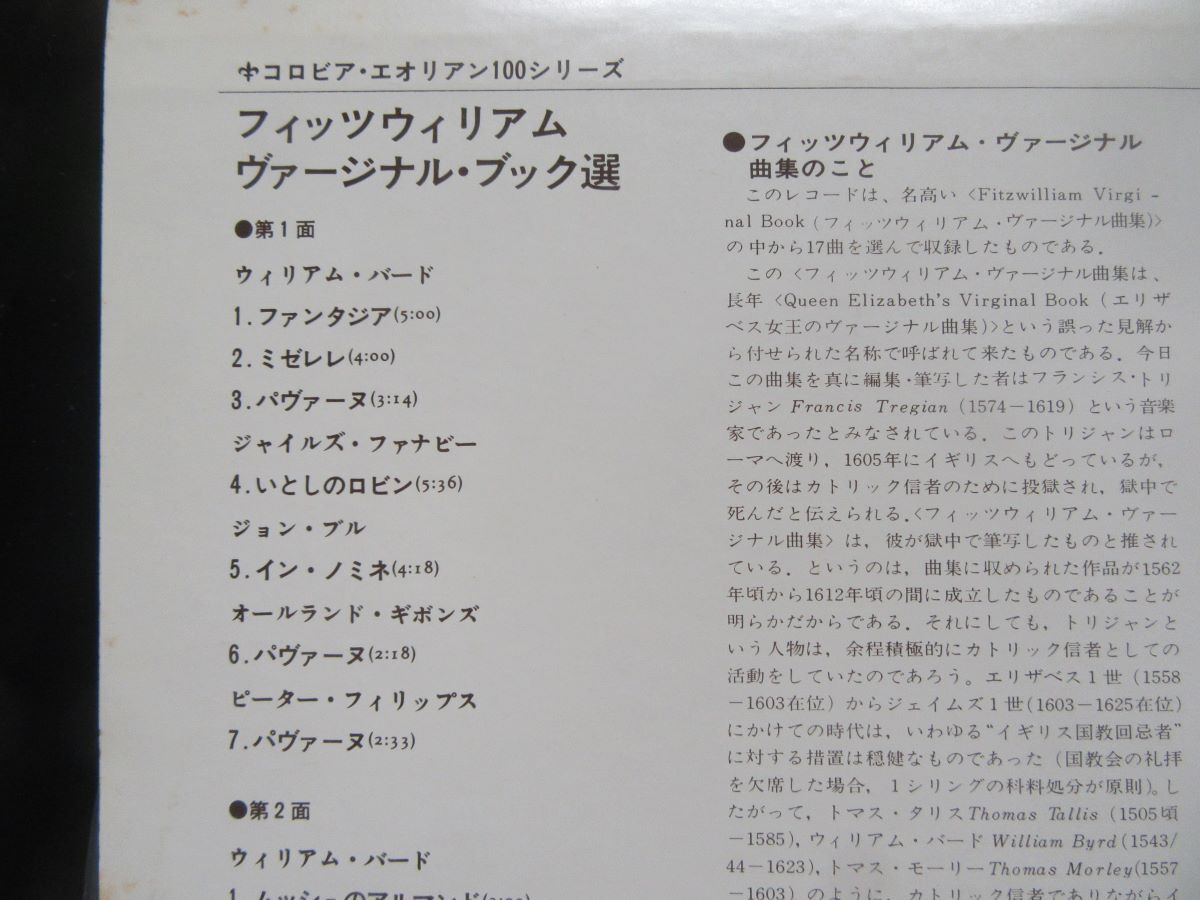 コロビア・エオリアン100シリーズ
フィッツウィリアム
ヴァージナル・ブック選
●第1面
ウィリアム・バード
1.ファンタジア(5:00)
2.ミゼレレ(4:00)
3.パヴァーヌ(3:14)
ジャイルズ・ファナビー
4.いとしのロビン(5:36)
ジョン・ブル
5.イン・ノミネ(4:18)
オールランド・ギボンズ
6.パヴァーヌ(2:18)
ピーター・フィリップス
7.パヴァーヌ(2:33)
●第2面
ウィリアム・バード
1.ムッシュのアルマンド
●フィッツウィリアム・ヴァージナル
曲集のこと
このレコードは、名高い〈Fitzwilliam Virgi-
nal Book(フィッツウィリアム・ヴァージナル曲集)〉
の中から17曲を選んで収録したものである.
この〈フィッツウィリアム・ヴァージナル曲集は、
長年〈Queen Elizabeth's Virginal Book(エリザ
ベス女王のヴァージナル曲集)〉という誤った見解か
ら付せられた名称で呼ばれて来たものである.今日
この曲集を真に編集・筆写した者はフランシス・トリ
ジャン Francis Tregian (1574−1619) という音楽
家であったとみなされている.このトリジャンはロ
ーマへ渡り,1605年にイギリスへもどっているが,
その後はカトリック信者のために投獄され,獄中で
死んだと伝えられる.〈フィッツウィリアム・ヴァー
ジナル曲集〉は,彼が獄中で筆写したものと推され
ている.というのは,曲集に収められた作品が1562
年頃から1612年頃の間に成立したものであることが
明らかだからである.それにしても,トリジャンと
いう人物は,余程積極的にカトリック信者としての
活動をしていたのであろう。エリザベス1世(1558
−1603在位)からジェイムズ1世(1603−1625在位)
にかけての時代は,いわゆる“イギリス国教回忌者”
に対する措置は穏健なものであった(国教会の礼拝
を欠席した場合,1シリングの科料処分が原則)。し
たがって,トマス・タリスThomas Tallis (1505頃
−1585),ウィリアム・バード William Byrd(1543/
44−1623),トマス・モーリーThomas Morley(1557
−1603)のように,カトリック信者でありながらイ